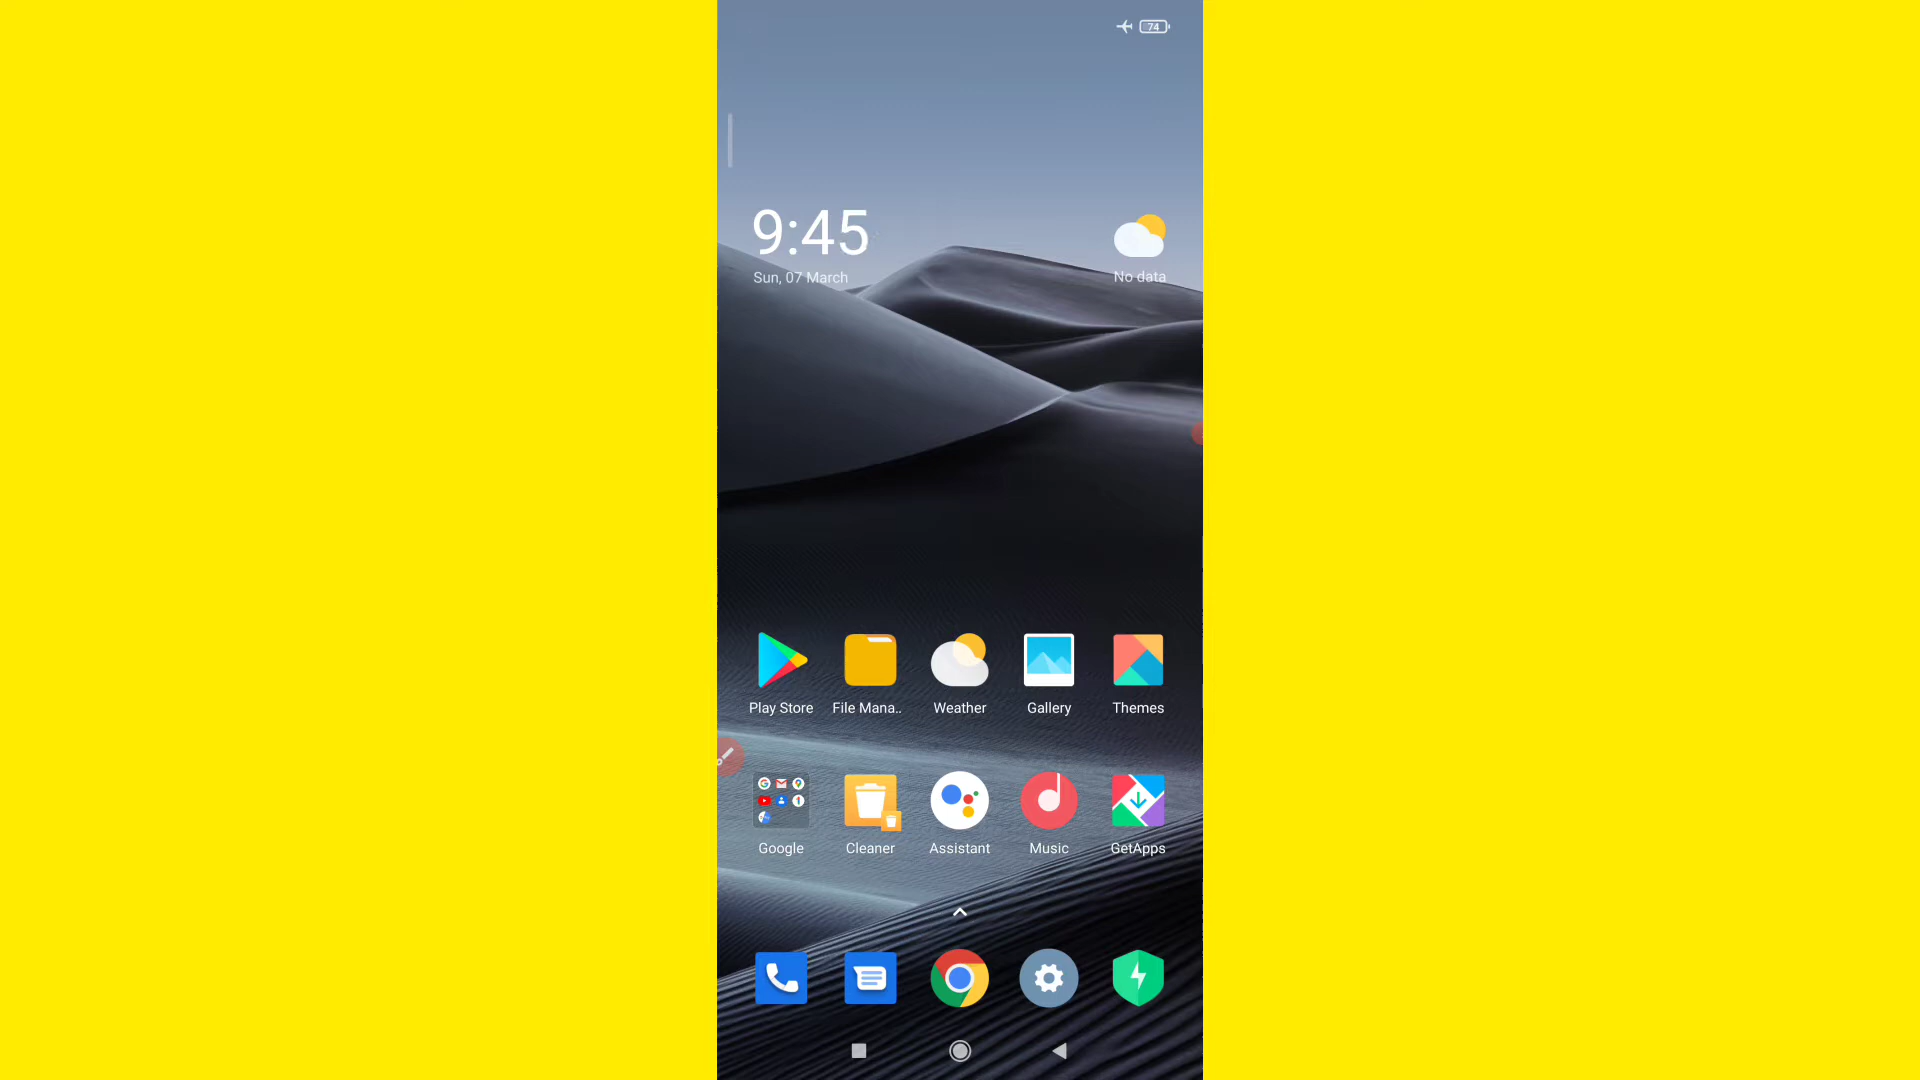 74
9:45
Sun, 07 March
No data
Play Store
File Mana..
Weather
Gallery
Themes
Google
Cleaner
Assistant
Music
GetApps